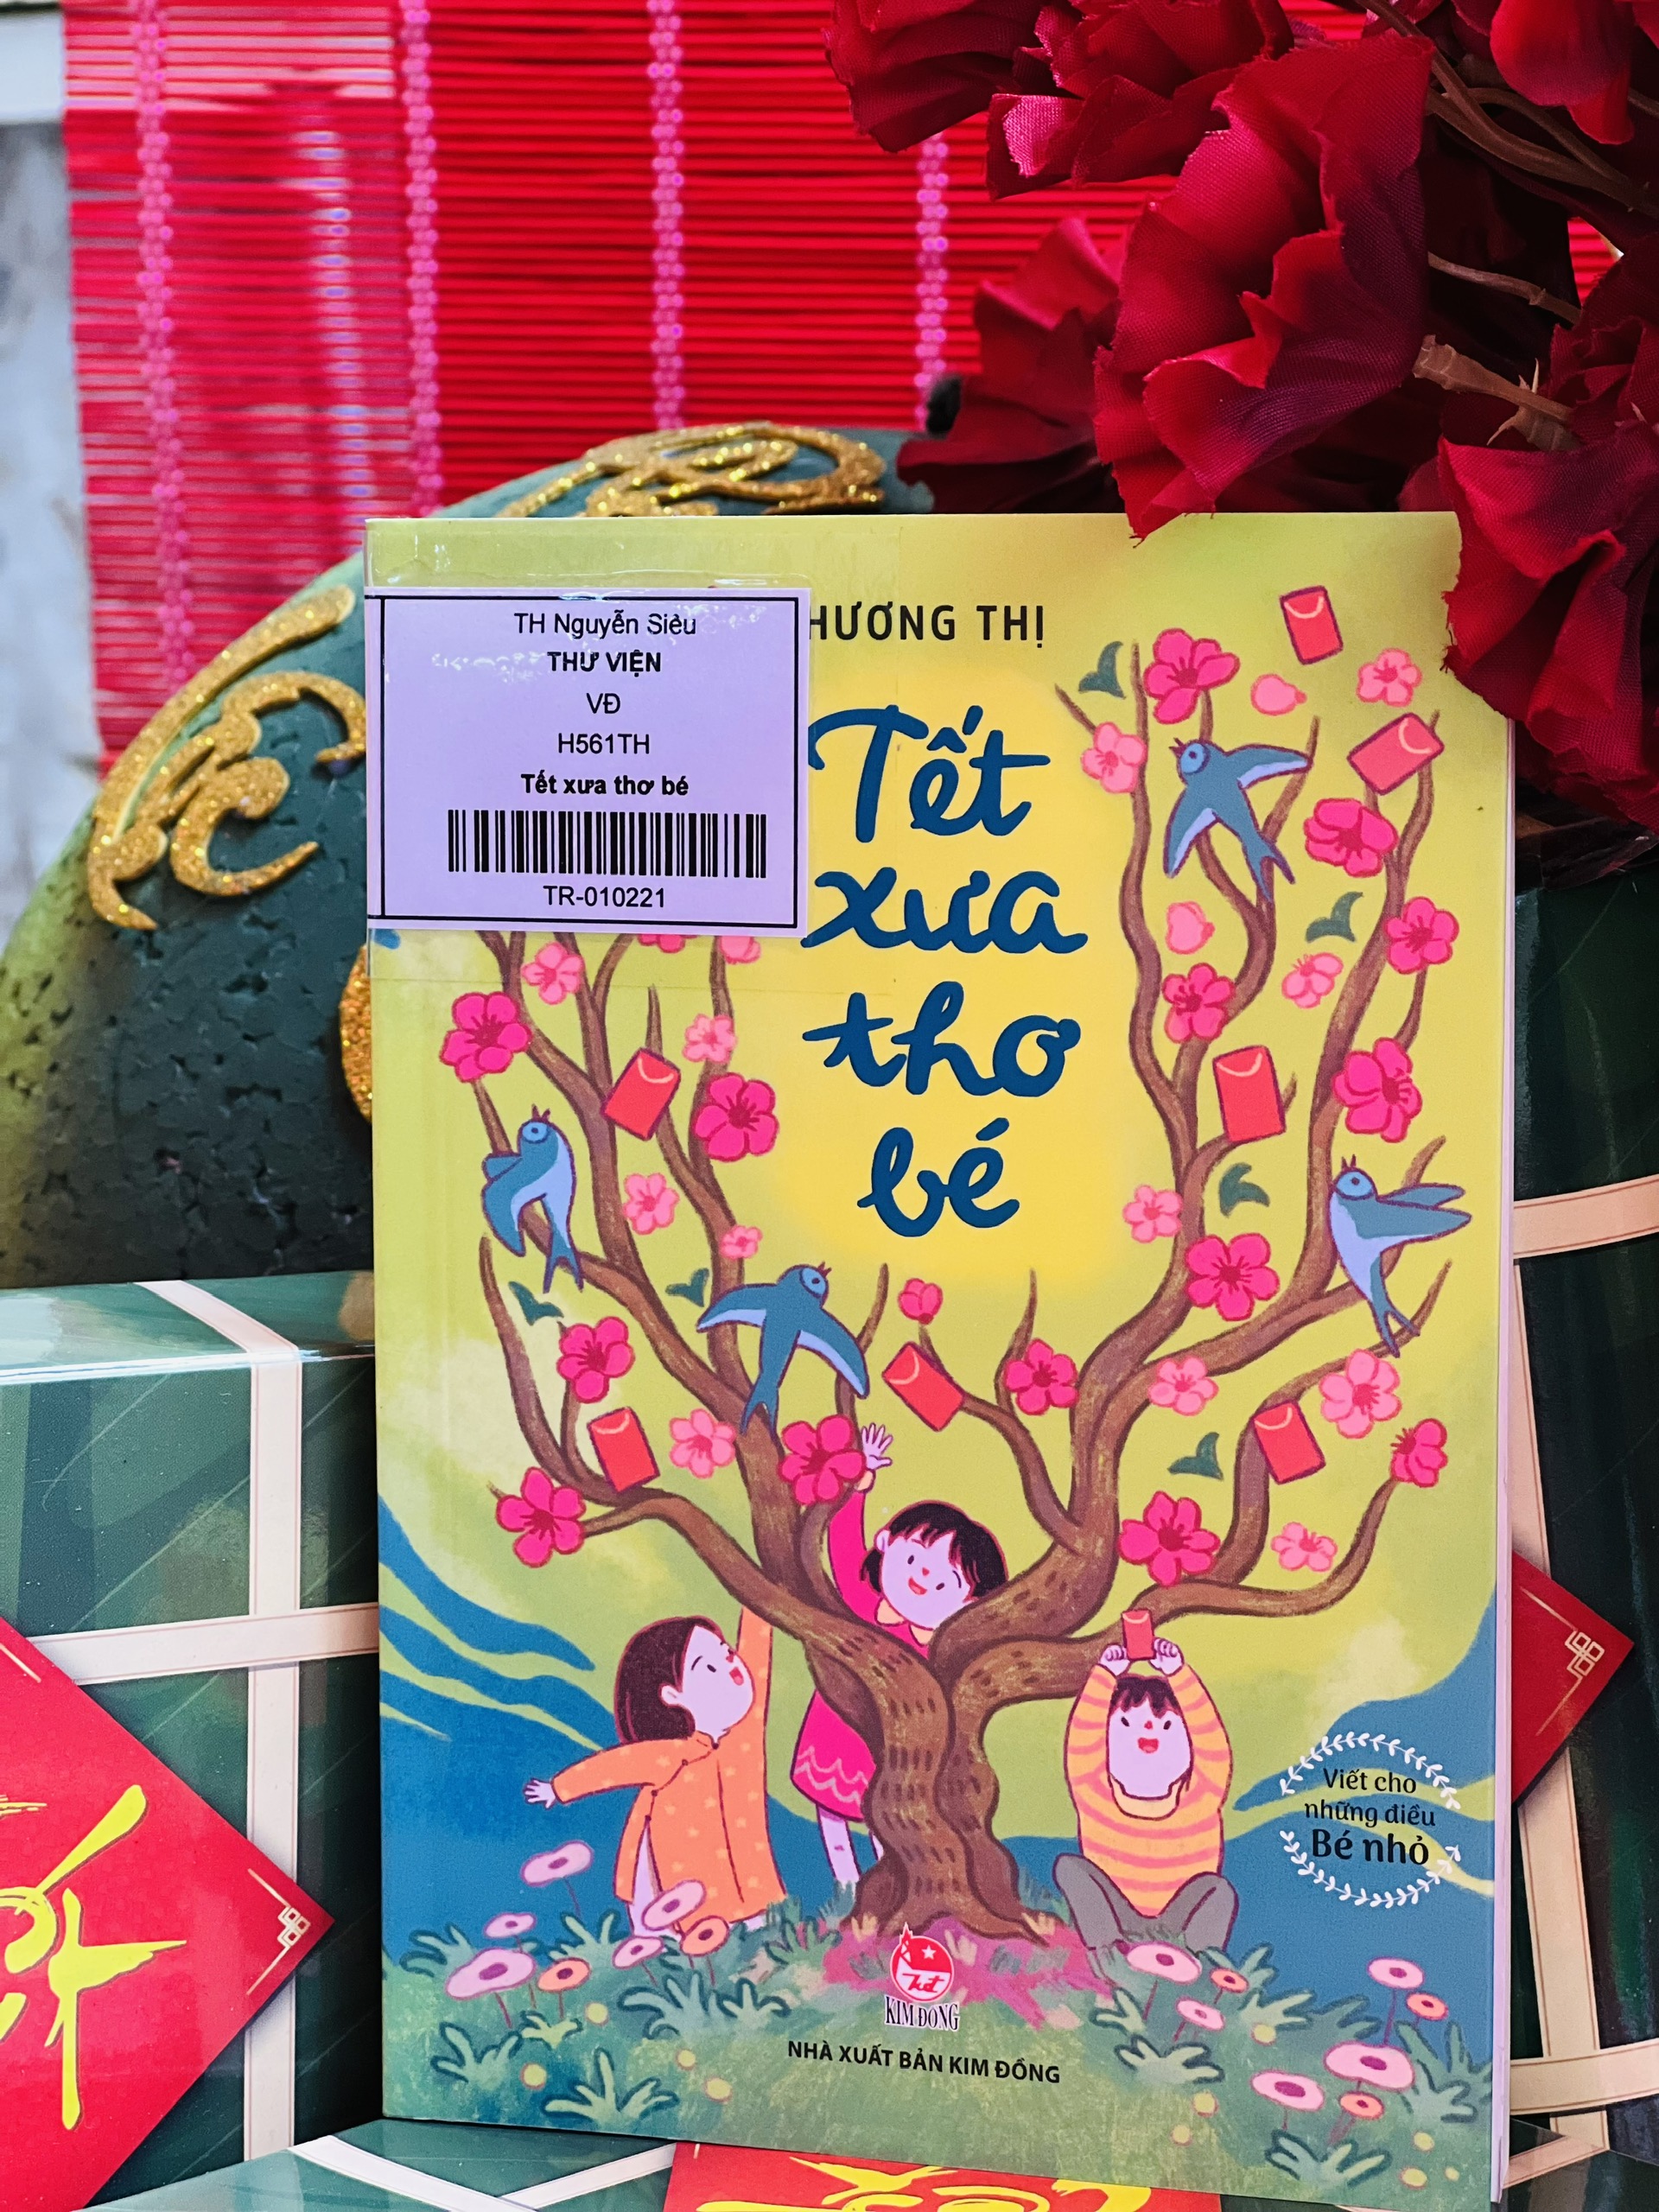 TH Nguyễn Siêu
THƯ VIỆN
VĐ
H561TH
Tết xưa thơ bé
TR-010221
HƯƠNG THỊ
Tết
xưa
thơ
bé
Viết cho
những điều
Bé nhỏ
KIM ĐỒNG
NHÀ XUẤT BẢN KIM ĐỒNG